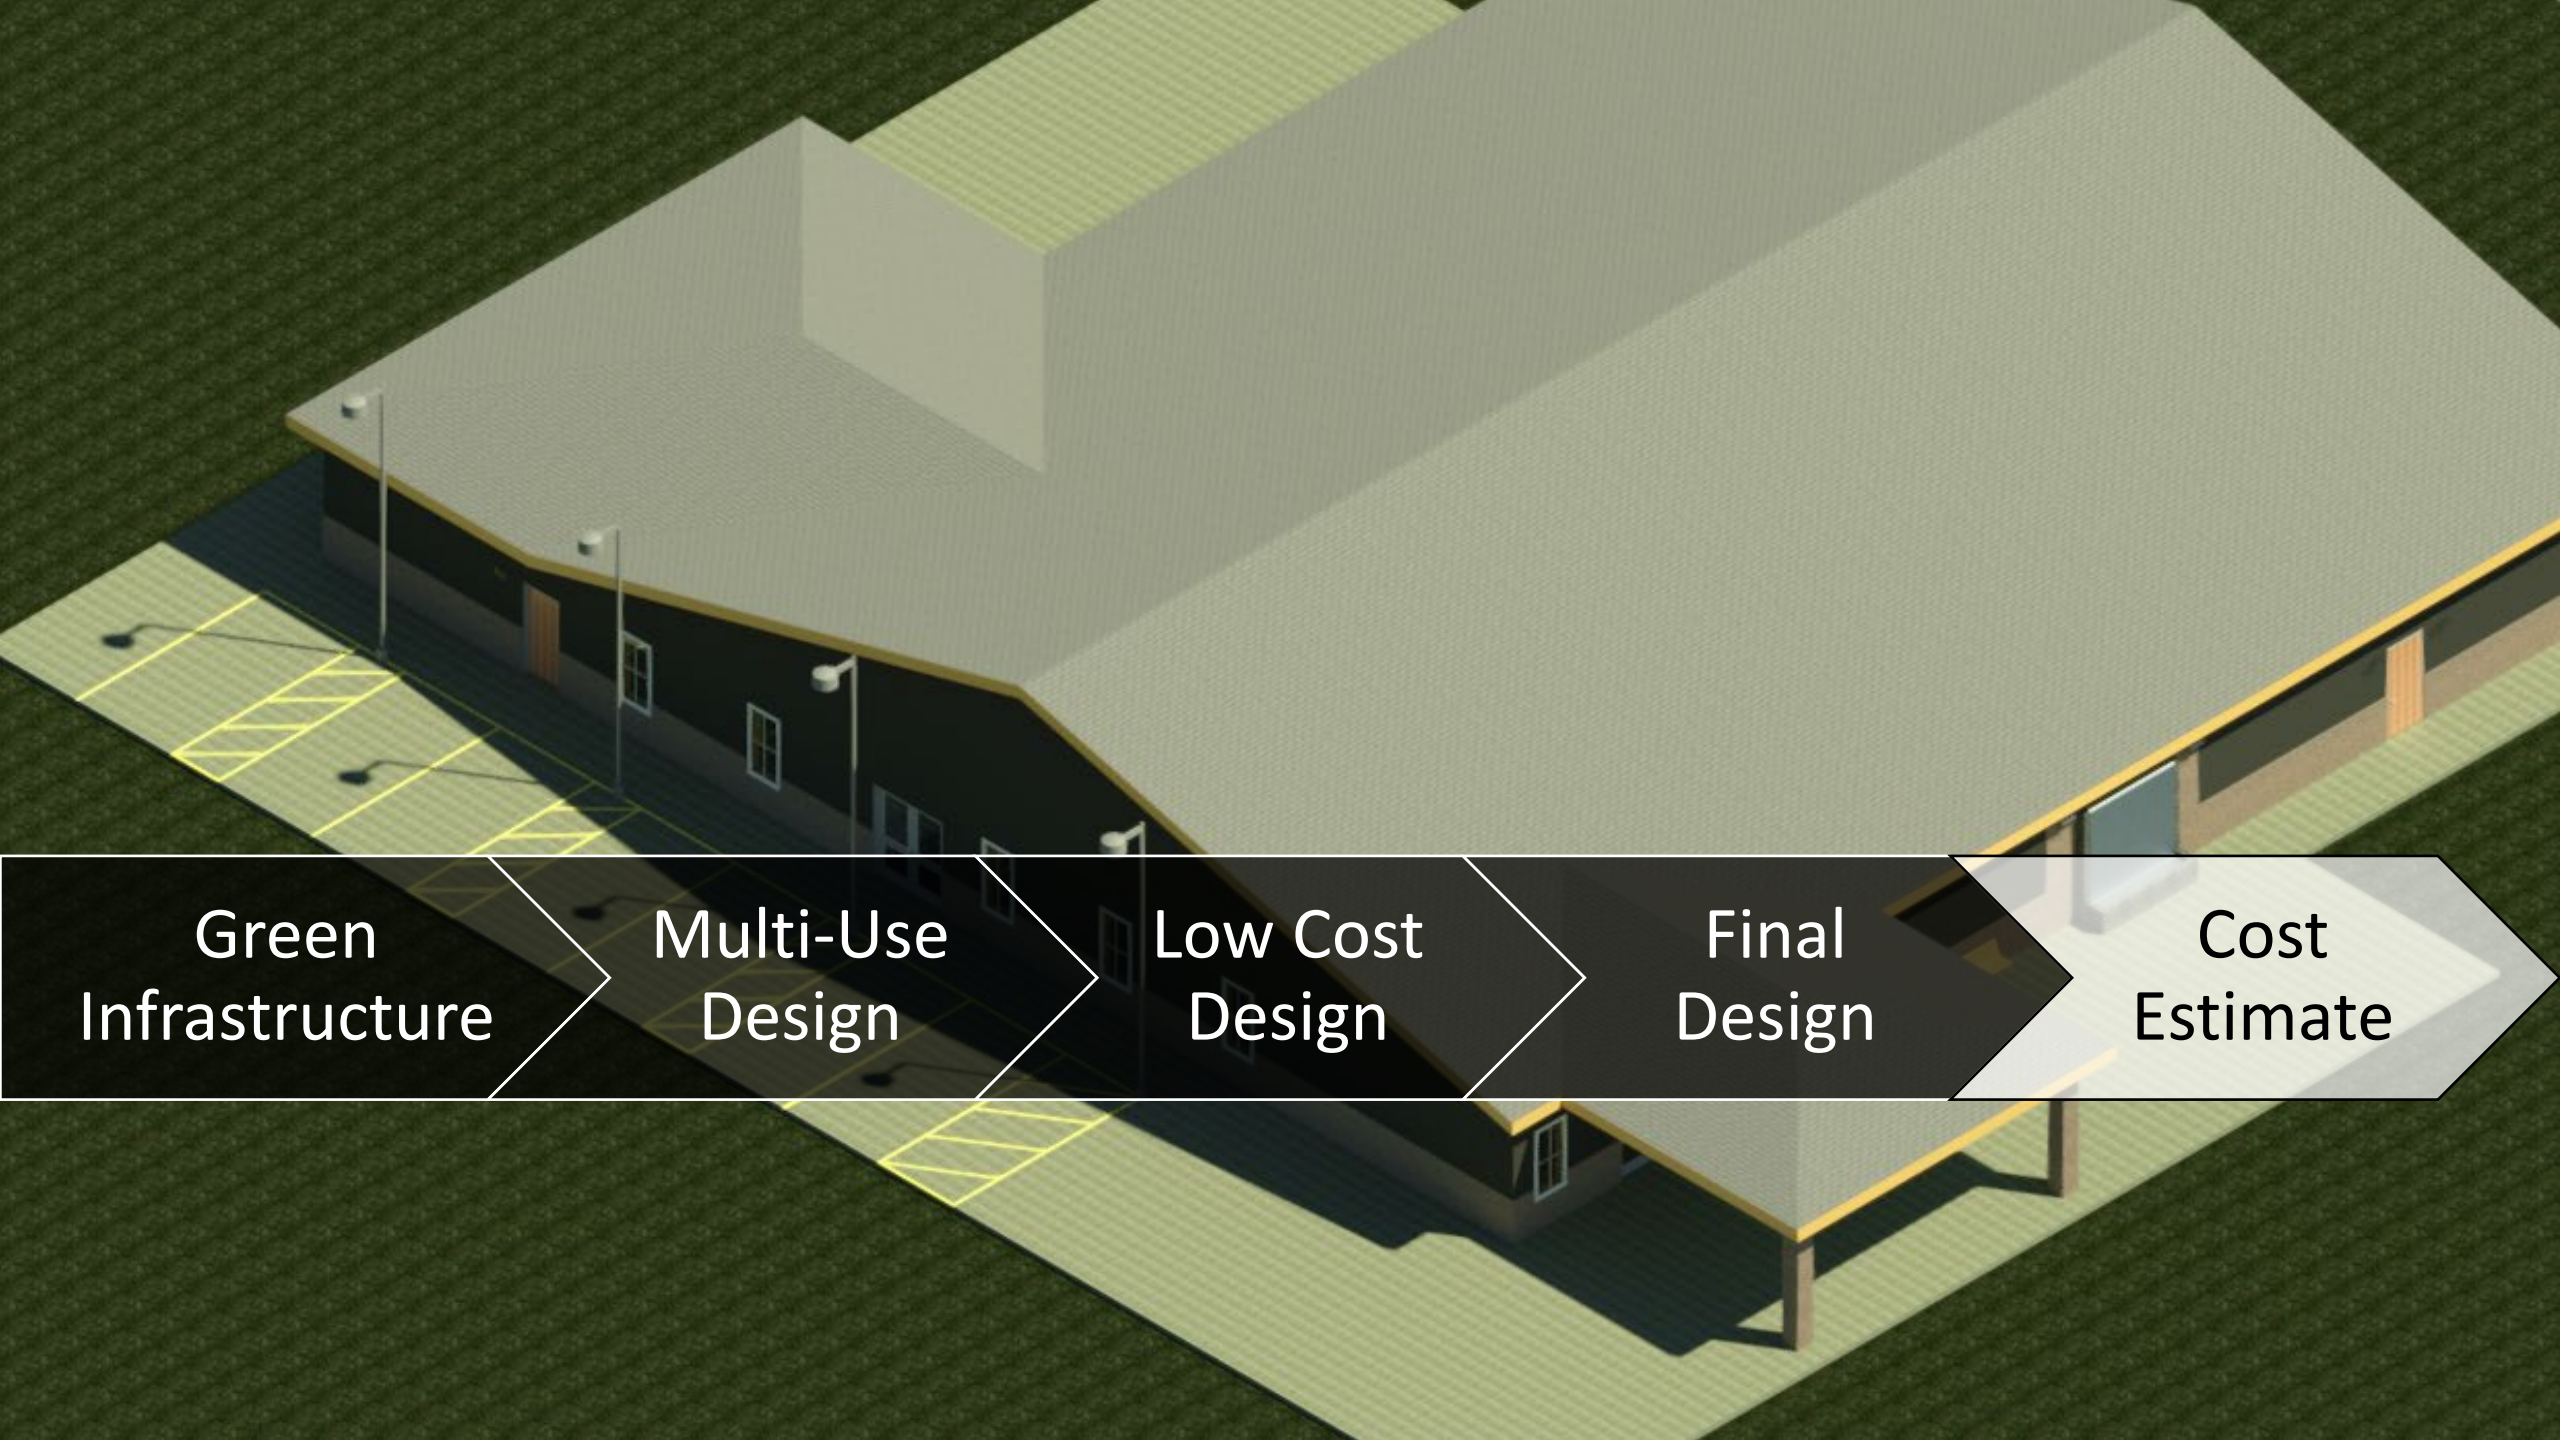 Green
Infrastructure
Multi-Use
Design
Low Cost
Design
Final
Design
Cost
Estimate